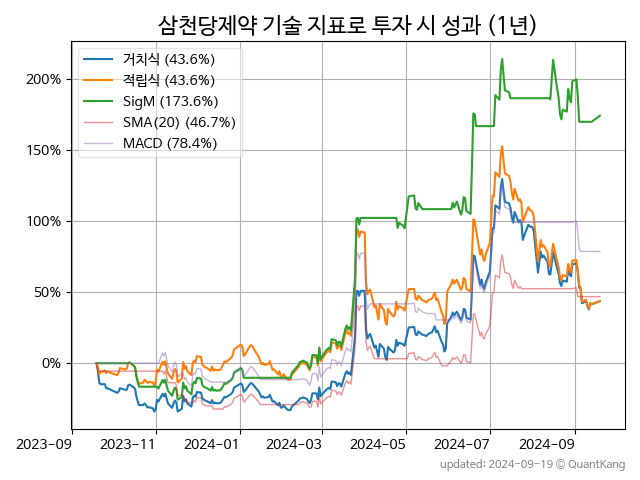 삼천당제약 기술 지표로 투자 시 성과 (1년)
거치식 (43.6%)
적립식 (43.6%)
SigM (173.6%)
SMA(20) (46.7%)
MACD (78.4%)
200%
150%
100%
50%
0%
2023-09
2023-11
2024-01
2024-03
2024-05
2024-07
2024-09
updated: 2024-09-19 © QuantKang